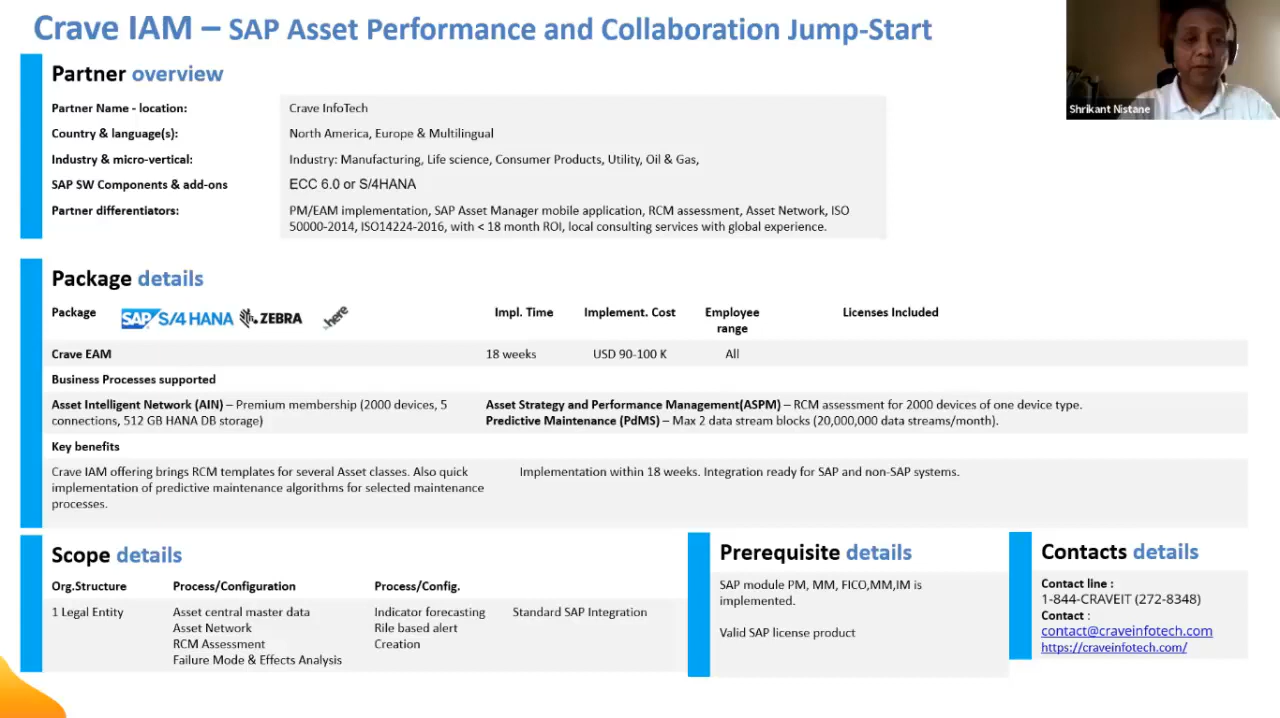 Crave IAM – SAP Asset Performance and Collaboration Jump-Start
Shrikant Nistane
Partner overview
Partner Name - location: Crave InfoTech
Country & language(s): North America, Europe & Multilingual
Industry & micro-vertical: Industry: Manufacturing, Life science, Consumer Products, Utility, Oil & Gas,
SAP SW Components & add-ons ECC 6.0 or S/4HANA
Partner differentiators: PM/EAM implementation, SAP Asset Manager mobile application, RCM assessment, Asset Network, ISO
50000-2014, ISO14224-2016, with < 18 month ROI, local consulting services with global experience.
Package details
Package SAP S/4 HANA ZEBRA here Impl. Time Implement. Cost Employee Licenses Included
range
Crave EAM 18 weeks USD 90-100 K All
Business Processes supported
Asset Intelligent Network (AIN) – Premium membership (2000 devices, 5
connections, 512 GB HANA DB storage)
Asset Strategy and Performance Management(ASPM) – RCM assessment for 2000 devices of one device type.
Predictive Maintenance (PdMS) – Max 2 data stream blocks (20,000,000 data streams/month).
Key benefits
Crave IAM offering brings RCM templates for several Asset classes. Also quick
implementation of predictive maintenance algorithms for selected maintenance
processes.
Implementation within 18 weeks. Integration ready for SAP and non-SAP systems.
Scope details
Org.Structure Process/Configuration Process/Config.
1 Legal Entity Asset central master data Indicator forecasting Standard SAP Integration
Asset Network Rile based alert
RCM Assessment Creation
Failure Mode & Effects Analysis
Prerequisite details
SAP module PM, MM, FICO,MM,IM is
implemented.
Valid SAP license product
Contacts details
Contact line :
1-844-CRAVEIT (272-8348)
Contact :
contact@craveinfotech.com
https://craveinfotech.com/